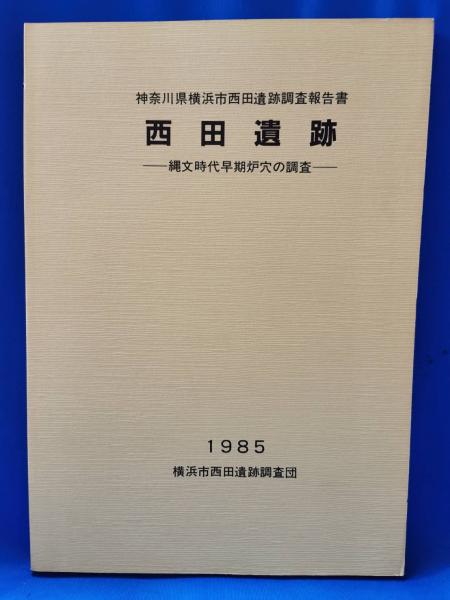 神奈川県横浜市西田遺跡調査報告書
西田遺跡
――縄文時代早期炉穴の調査――
1985
横浜市西田遺跡調査団